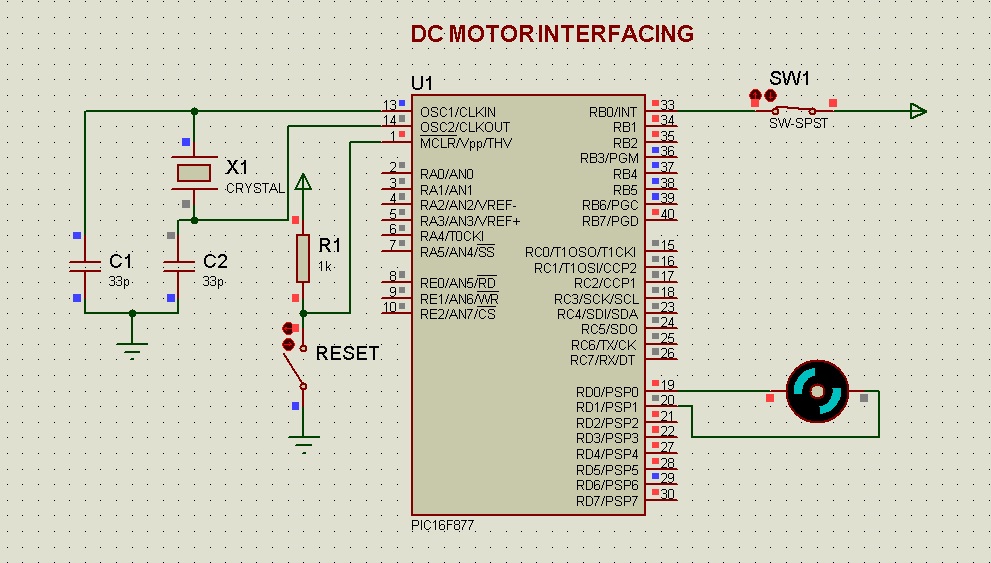 DC MOTOR INTERFACING
SW1
SW-SPST
U1
13 OSC1/CLKIN
14 OSC2/CLKOUT
1 MCLR/Vpp/THV
2 RA0/AN0
3 RA1/AN1
4 RA2/AN2/VREF-
5 RA3/AN3/VREF+
6 RA4/T0CKI
7 RA5/AN4/SS
8 RE0/AN5/RD
9 RE1/AN6/WR
10 RE2/AN7/CS
RB0/INT 33
RB1 34
RB2 35
RB3/PGM 36
RB4 37
RB5 38
RB6/PGC 39
RB7/PGD 40
RC0/T1OSO/T1CKI 15
RC1/T1OSI/CCP2 16
RC2/CCP1 17
RC3/SCK/SCL 18
RC4/SDI/SDA 23
RC5/SDO 24
RC6/TX/CK 25
RC7/RX/DT 26
RD0/PSP0 19
RD1/PSP1 20
RD2/PSP2 21
RD3/PSP3 22
RD4/PSP4 27
RD5/PSP5 28
RD6/PSP6 29
RD7/PSP7 30
PIC16F877
X1
CRYSTAL
C1
33p
C2
33p
R1
1k
RESET